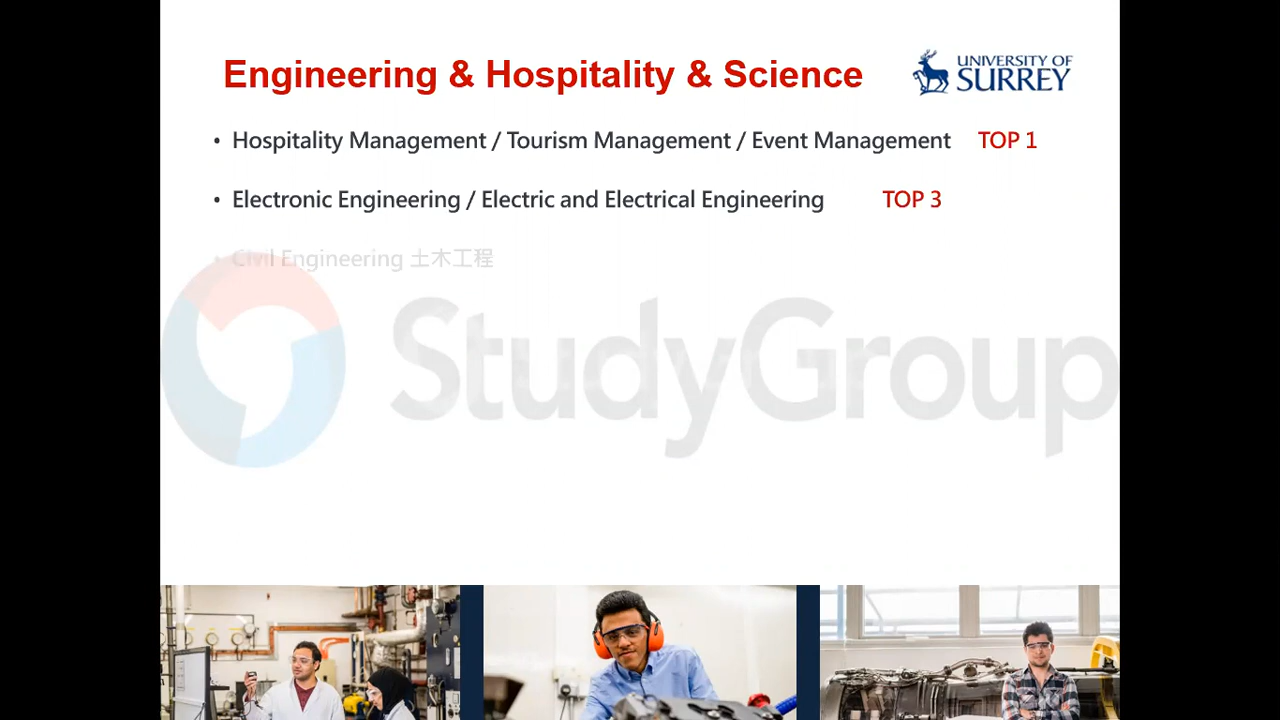 Engineering & Hospitality & Science
UNIVERSITY OF
SURREY
• Hospitality Management / Tourism Management / Event Management TOP 1
• Electronic Engineering / Electric and Electrical Engineering TOP 3
• Civil Engineering 土木工程
StudyGroup